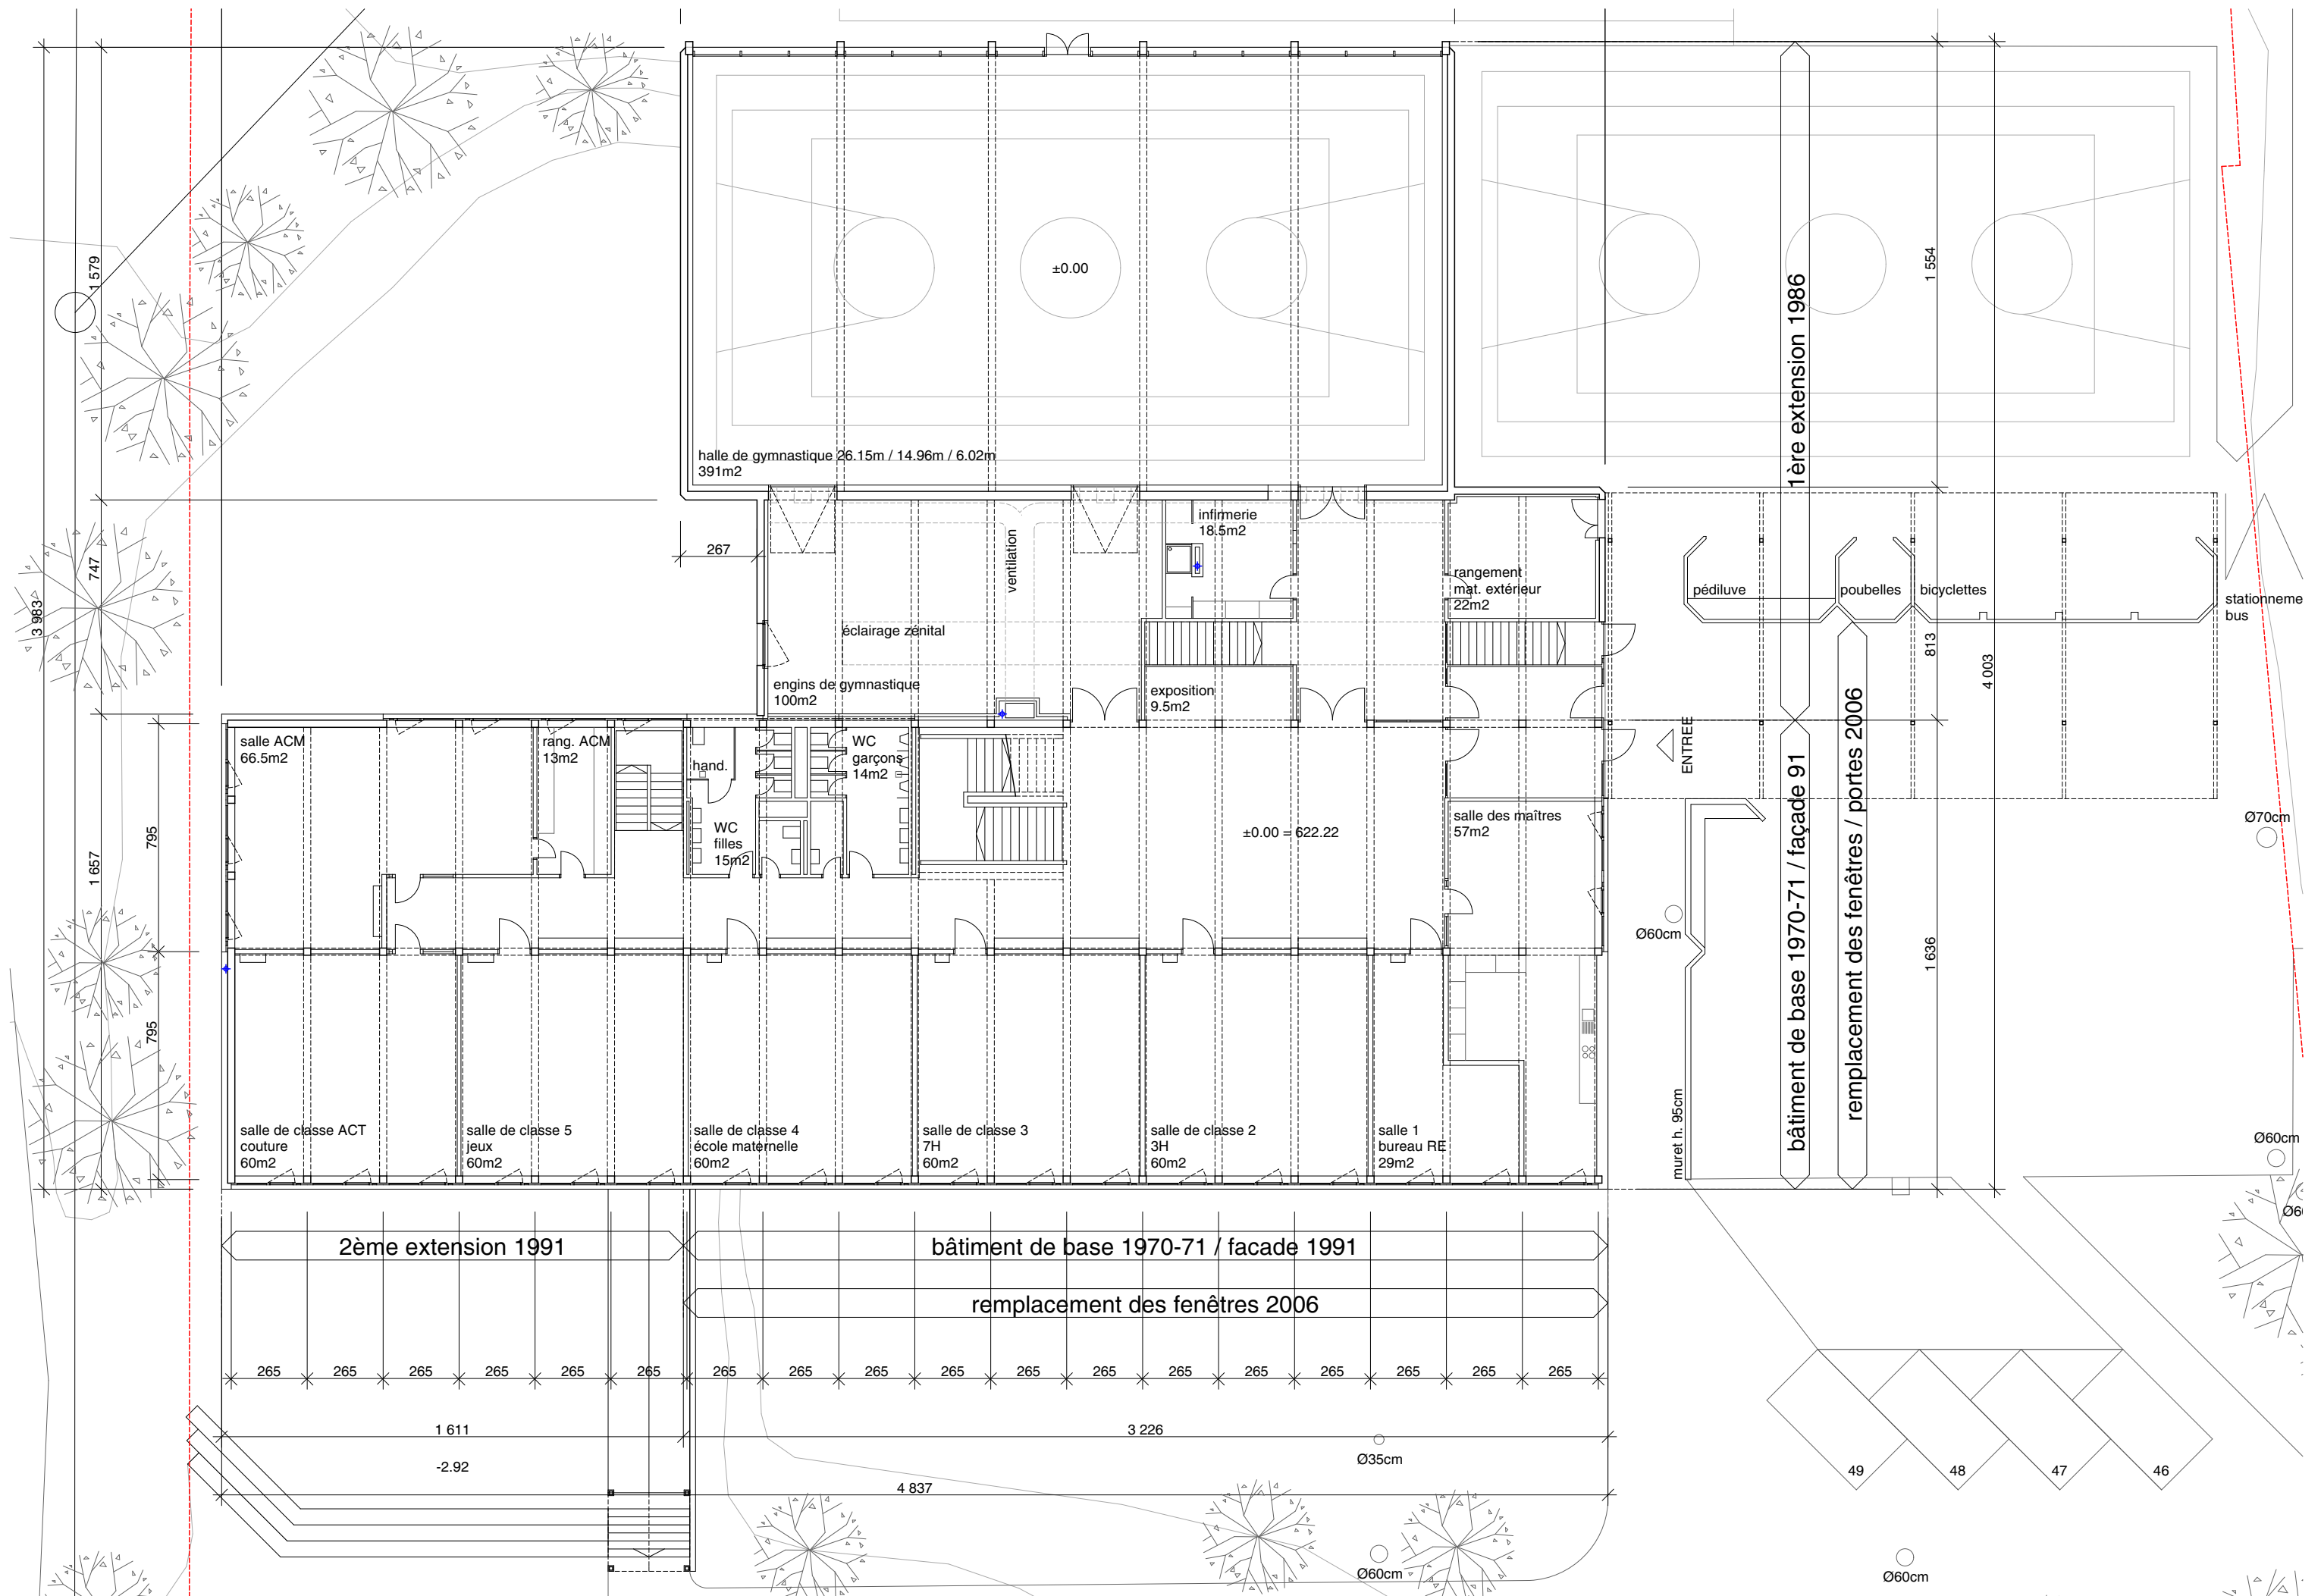 1 579
1 554
±0.00
1ère extension 1986
halle de gymnastique 26.15m / 14.96m / 6.02m
391m2
267
ventilation
infirmerie
18.5m2
747
3 983
rangement
mat. extérieur
22m2
pédiluve
poubelles
bicyclettes
bus
éclairage zénital
813
4 003
engins de gymnastique
100m2
exposition
9.5m2
salle ACM
66.5m2
rang. ACM
13m2
hand.
WC
garçons
14m2
ENTREE
WC
filles
15m2
±0.00 = 622.22
salle des maîtres
57m2
795
1 657
795
Ø70cm
Ø60cm
1 636
bâtiment de base 1970-71 / façade 91
remplacement des fenêtres / portes 2006
muret h. 95cm
Ø60cm
salle de classe ACT
couture
60m2
salle de classe 5
jeux
60m2
salle de classe 4
école maternelle
60m2
salle de classe 3
7H
60m2
salle de classe 2
3H
60m2
salle 1
bureau RE
29m2
2ème extension 1991
bâtiment de base 1970-71 / facade 1991
remplacement des fenêtres 2006
265 265 265 265 265 265 265 265 265 265 265 265 265 265 265 265 265 265
1 611
3 226
-2.92
Ø35cm
4 837
49
48
47
46
Ø60cm
Ø60cm